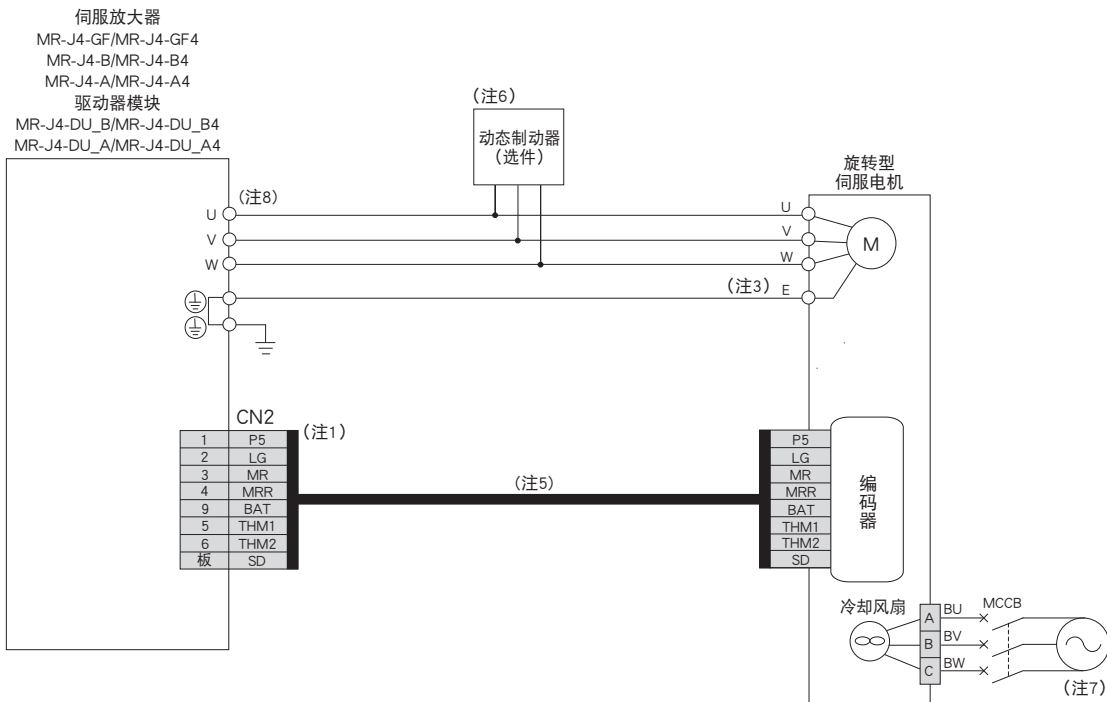 伺服放大器
MR-J4-GF/MR-J4-GF4
MR-J4-B/MR-J4-B4
MR-J4-A/MR-J4-A4
驱动器模块
MR-J4-DU_B/MR-J4-DU_B4
MR-J4-DU_A/MR-J4-DU_A4
(注6)
动态制动器
(选件)
旋转型
伺服电机
(注8)
U
V
W
U
V
W
M
(注3)
E
CN2
(注1)
1 P5
2 LG
3 MR
4 MRR
9 BAT
5 THM1
6 THM2
板 SD
(注5)
P5
LG
MR
MRR
BAT
THM1
THM2
SD
编码器
冷却风扇
A BU
B BV
C BW
MCCB
(注7)